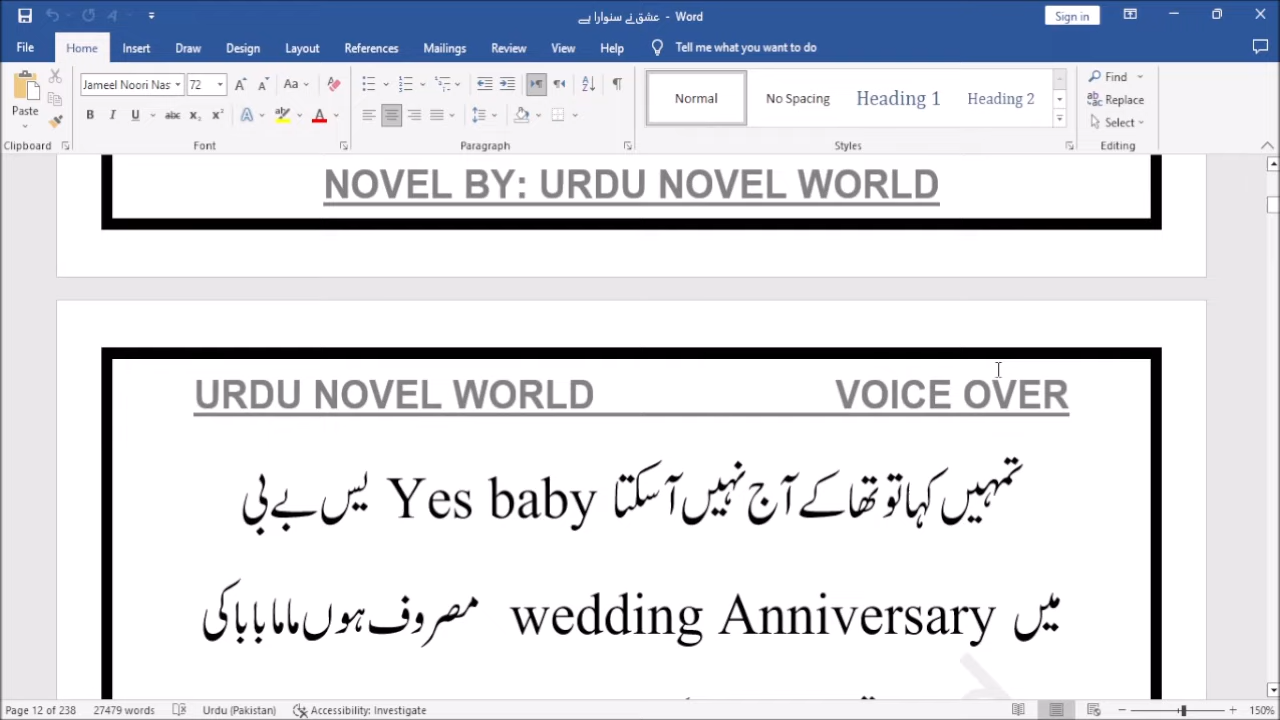 عشق نے سنوارا ہے - Word
Sign in
File Home Insert Draw Design Layout References Mailings Review View Help Tell me what you want to do
Paste
Jameel Noori Nas 72
Normal No Spacing Heading 1 Heading 2
Find
Replace
Select
Clipboard Font Paragraph Styles Editing
NOVEL BY: URDU NOVEL WORLD
URDU NOVEL WORLD VOICE OVER
تمہیں کہا تو تھا کے آج نہیں آ سکتا Yes baby یس بے بی
میں wedding Anniversary مصروف ہوں ماما بابا کی
Page 12 of 238 27479 words Urdu (Pakistan) Accessibility: Investigate 150%